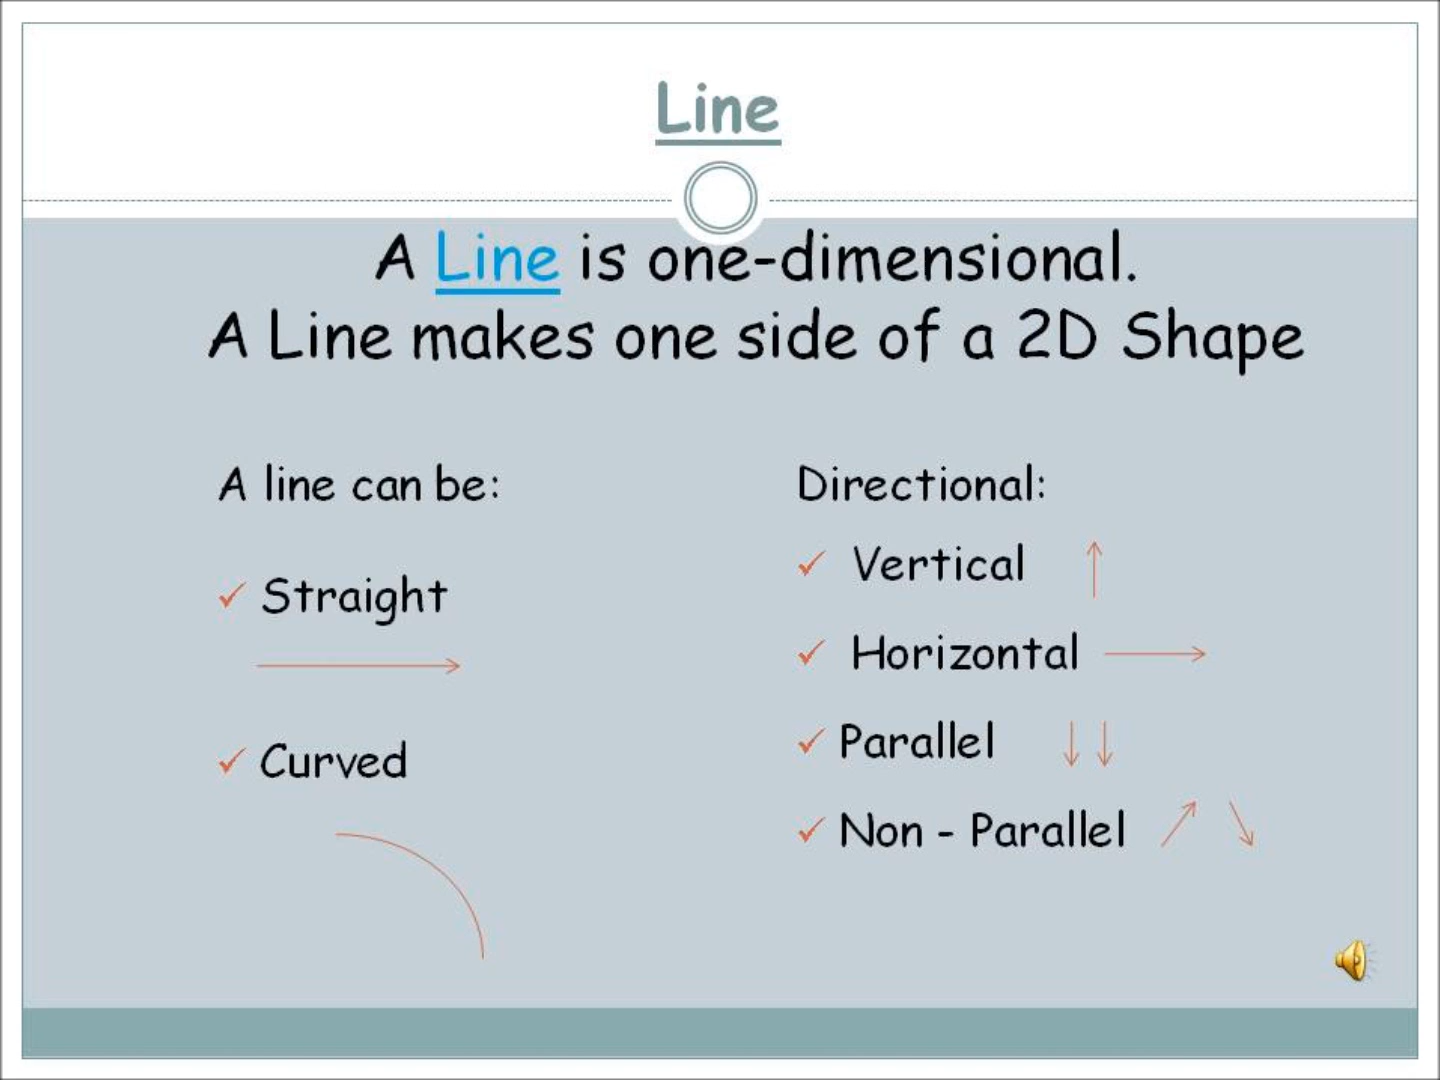 Line
A Line is one-dimensional.
A Line makes one side of a 2D Shape
A line can be:
Straight
Curved
Directional:
Vertical
Horizontal
Parallel
Non - Parallel